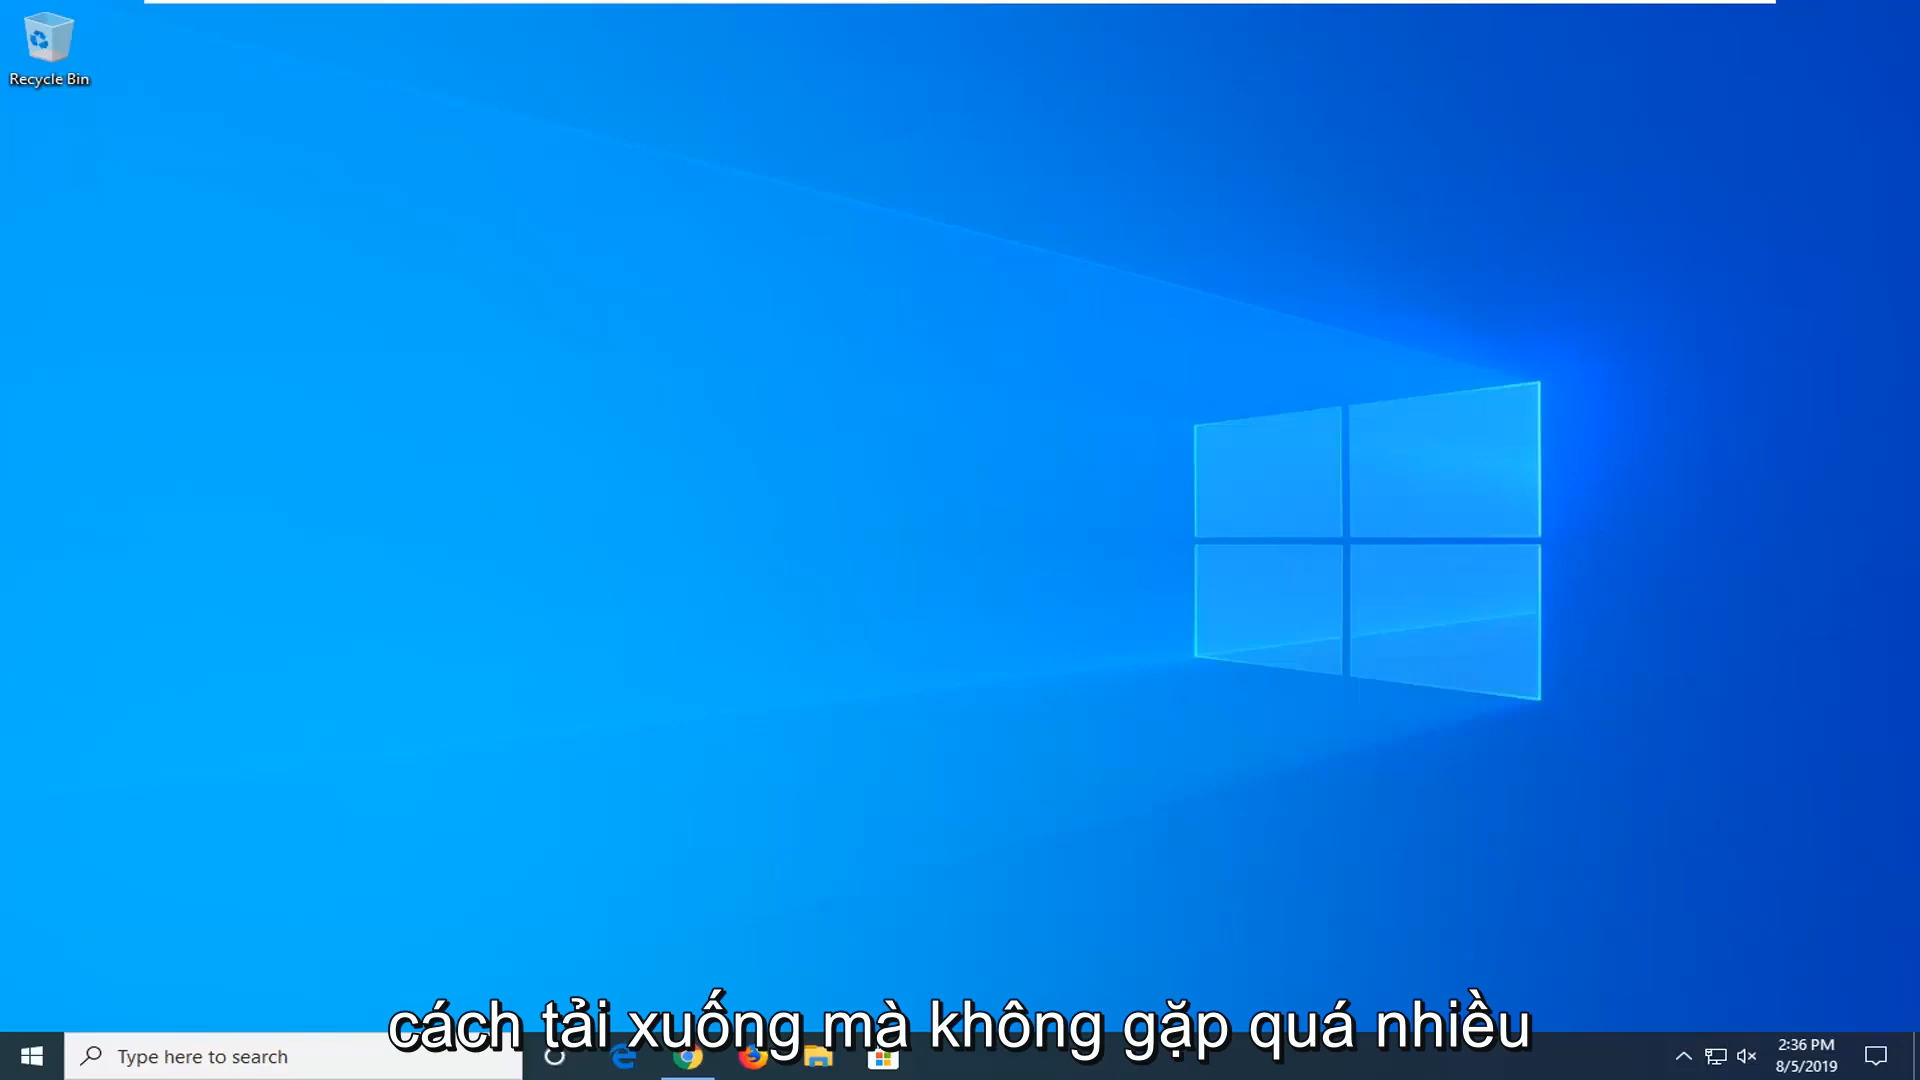 Recycle Bin
cách tải xuống mà không gặp quá nhiều
Type here to search
2:36 PM
8/5/2019